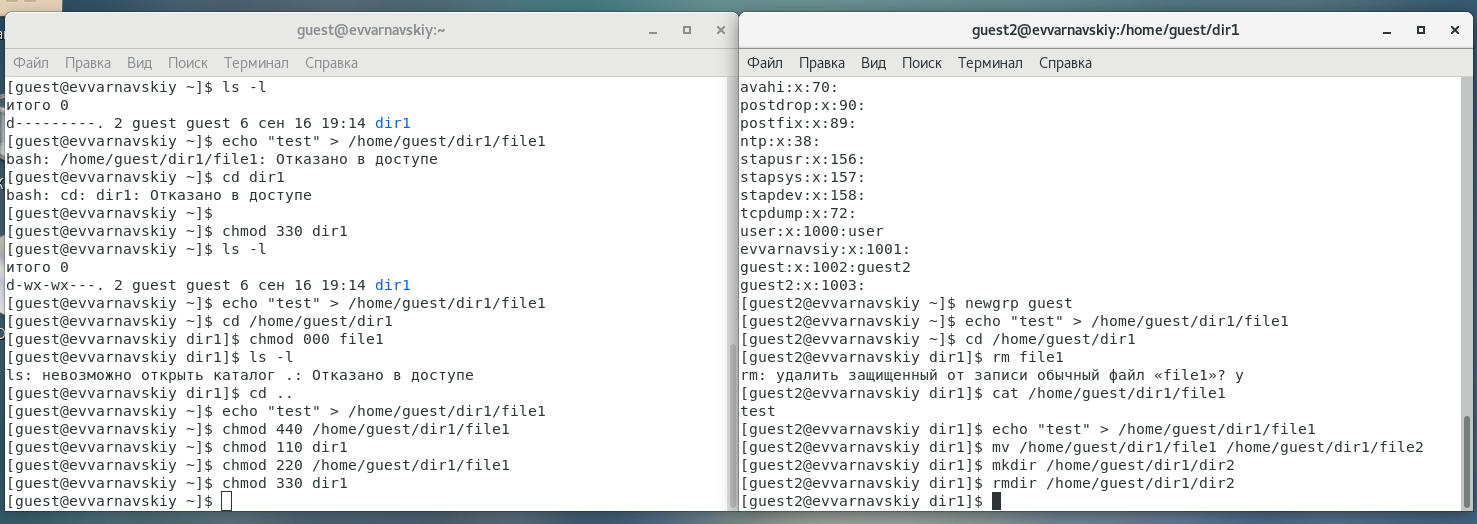 guest@evvarnavskiy:~
Файл Правка Вид Поиск Терминал Справка
[guest@evvarnavskiy ~]$ ls -l
итого 0
d---------. 2 guest guest 6 сен 16 19:14 dir1
[guest@evvarnavskiy ~]$ echo "test" > /home/guest/dir1/file1
bash: /home/guest/dir1/file1: Отказано в доступе
[guest@evvarnavskiy ~]$ cd dir1
bash: cd: dir1: Отказано в доступе
[guest@evvarnavskiy ~]$
[guest@evvarnavskiy ~]$ chmod 330 dir1
[guest@evvarnavskiy ~]$ ls -l
итого 0
d-wx-wx---. 2 guest guest 6 сен 16 19:14 dir1
[guest@evvarnavskiy ~]$ echo "test" > /home/guest/dir1/file1
[guest@evvarnavskiy ~]$ cd /home/guest/dir1
[guest@evvarnavskiy dir1]$ chmod 000 file1
[guest@evvarnavskiy dir1]$ ls -l
ls: невозможно открыть каталог .: Отказано в доступе
[guest@evvarnavskiy dir1]$ cd ..
[guest@evvarnavskiy ~]$ echo "test" > /home/guest/dir1/file1
[guest@evvarnavskiy ~]$ chmod 440 /home/guest/dir1/file1
[guest@evvarnavskiy ~]$ chmod 110 dir1
[guest@evvarnavskiy ~]$ chmod 220 /home/guest/dir1/file1
[guest@evvarnavskiy ~]$ chmod 330 dir1
[guest@evvarnavskiy ~]$
guest2@evvarnavskiy:/home/guest/dir1
Файл Правка Вид Поиск Терминал Справка
avahi:x:70:
postdrop:x:90:
postfix:x:89:
ntp:x:38:
stapusr:x:156:
stapsys:x:157:
stapdev:x:158:
tcpdump:x:72:
user:x:1000:user
evvarnavsiy:x:1001:
guest:x:1002:guest2
guest2:x:1003:
[guest2@evvarnavskiy ~]$ newgrp guest
[guest2@evvarnavskiy ~]$ echo "test" > /home/guest/dir1/file1
[guest2@evvarnavskiy ~]$ cd /home/guest/dir1
[guest2@evvarnavskiy dir1]$ rm file1
rm: удалить защищенный от записи обычный файл «file1»? y
[guest2@evvarnavskiy dir1]$ cat /home/guest/dir1/file1
test
[guest2@evvarnavskiy dir1]$ echo "test" > /home/guest/dir1/file1
[guest2@evvarnavskiy dir1]$ mv /home/guest/dir1/file1 /home/guest/dir1/file2
[guest2@evvarnavskiy dir1]$ mkdir /home/guest/dir1/dir2
[guest2@evvarnavskiy dir1]$ rmdir /home/guest/dir1/dir2
[guest2@evvarnavskiy dir1]$